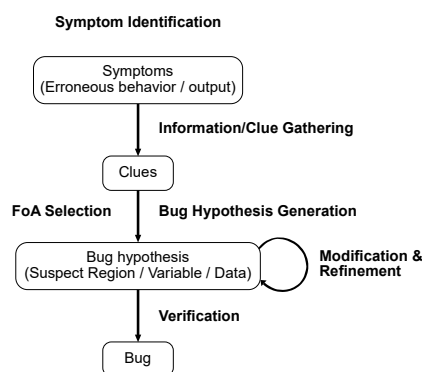 Symptom Identification
Symptoms
(Erroneous behavior / output)
Information/Clue Gathering
Clues
FoA Selection
Bug Hypothesis Generation
Bug hypothesis
(Suspect Region / Variable / Data)
Modification &
Refinement
Verification
Bug